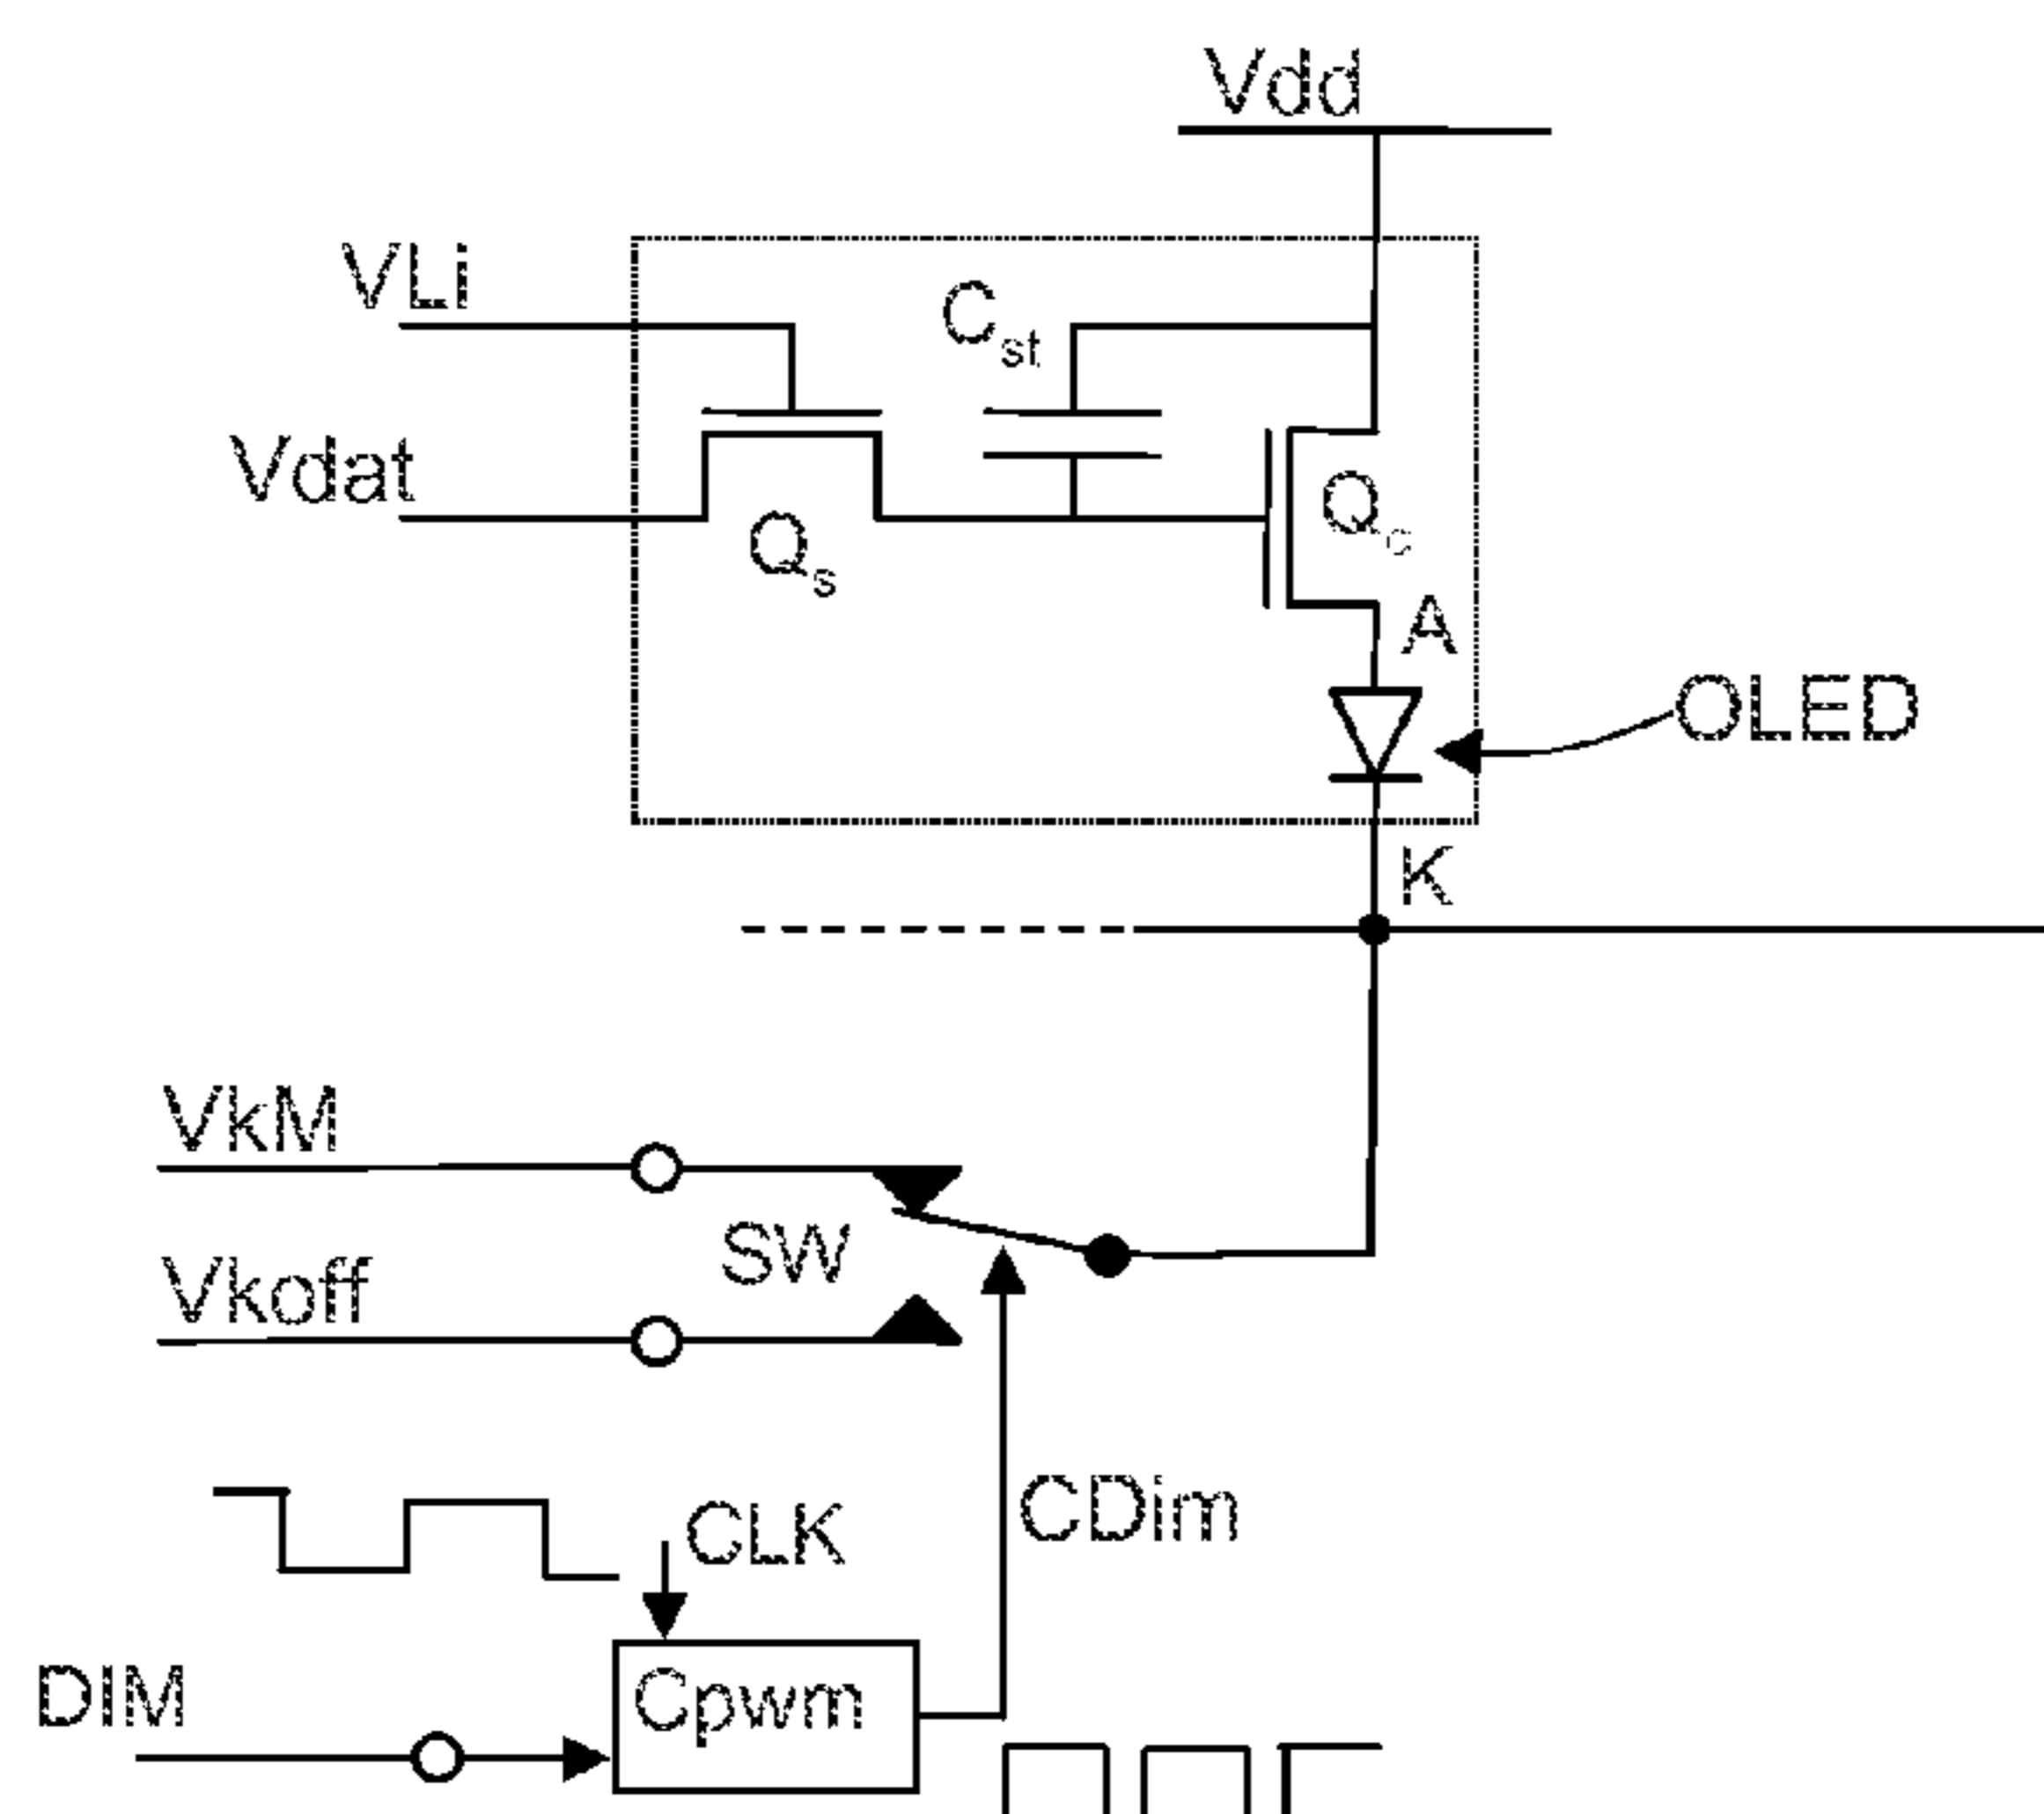 Vdd
VLi
Cst
Vdat
Qs
Qc
A
OLED
K
VkM
SW
Vkoff
CDim
CLK
DIM
Cpwm